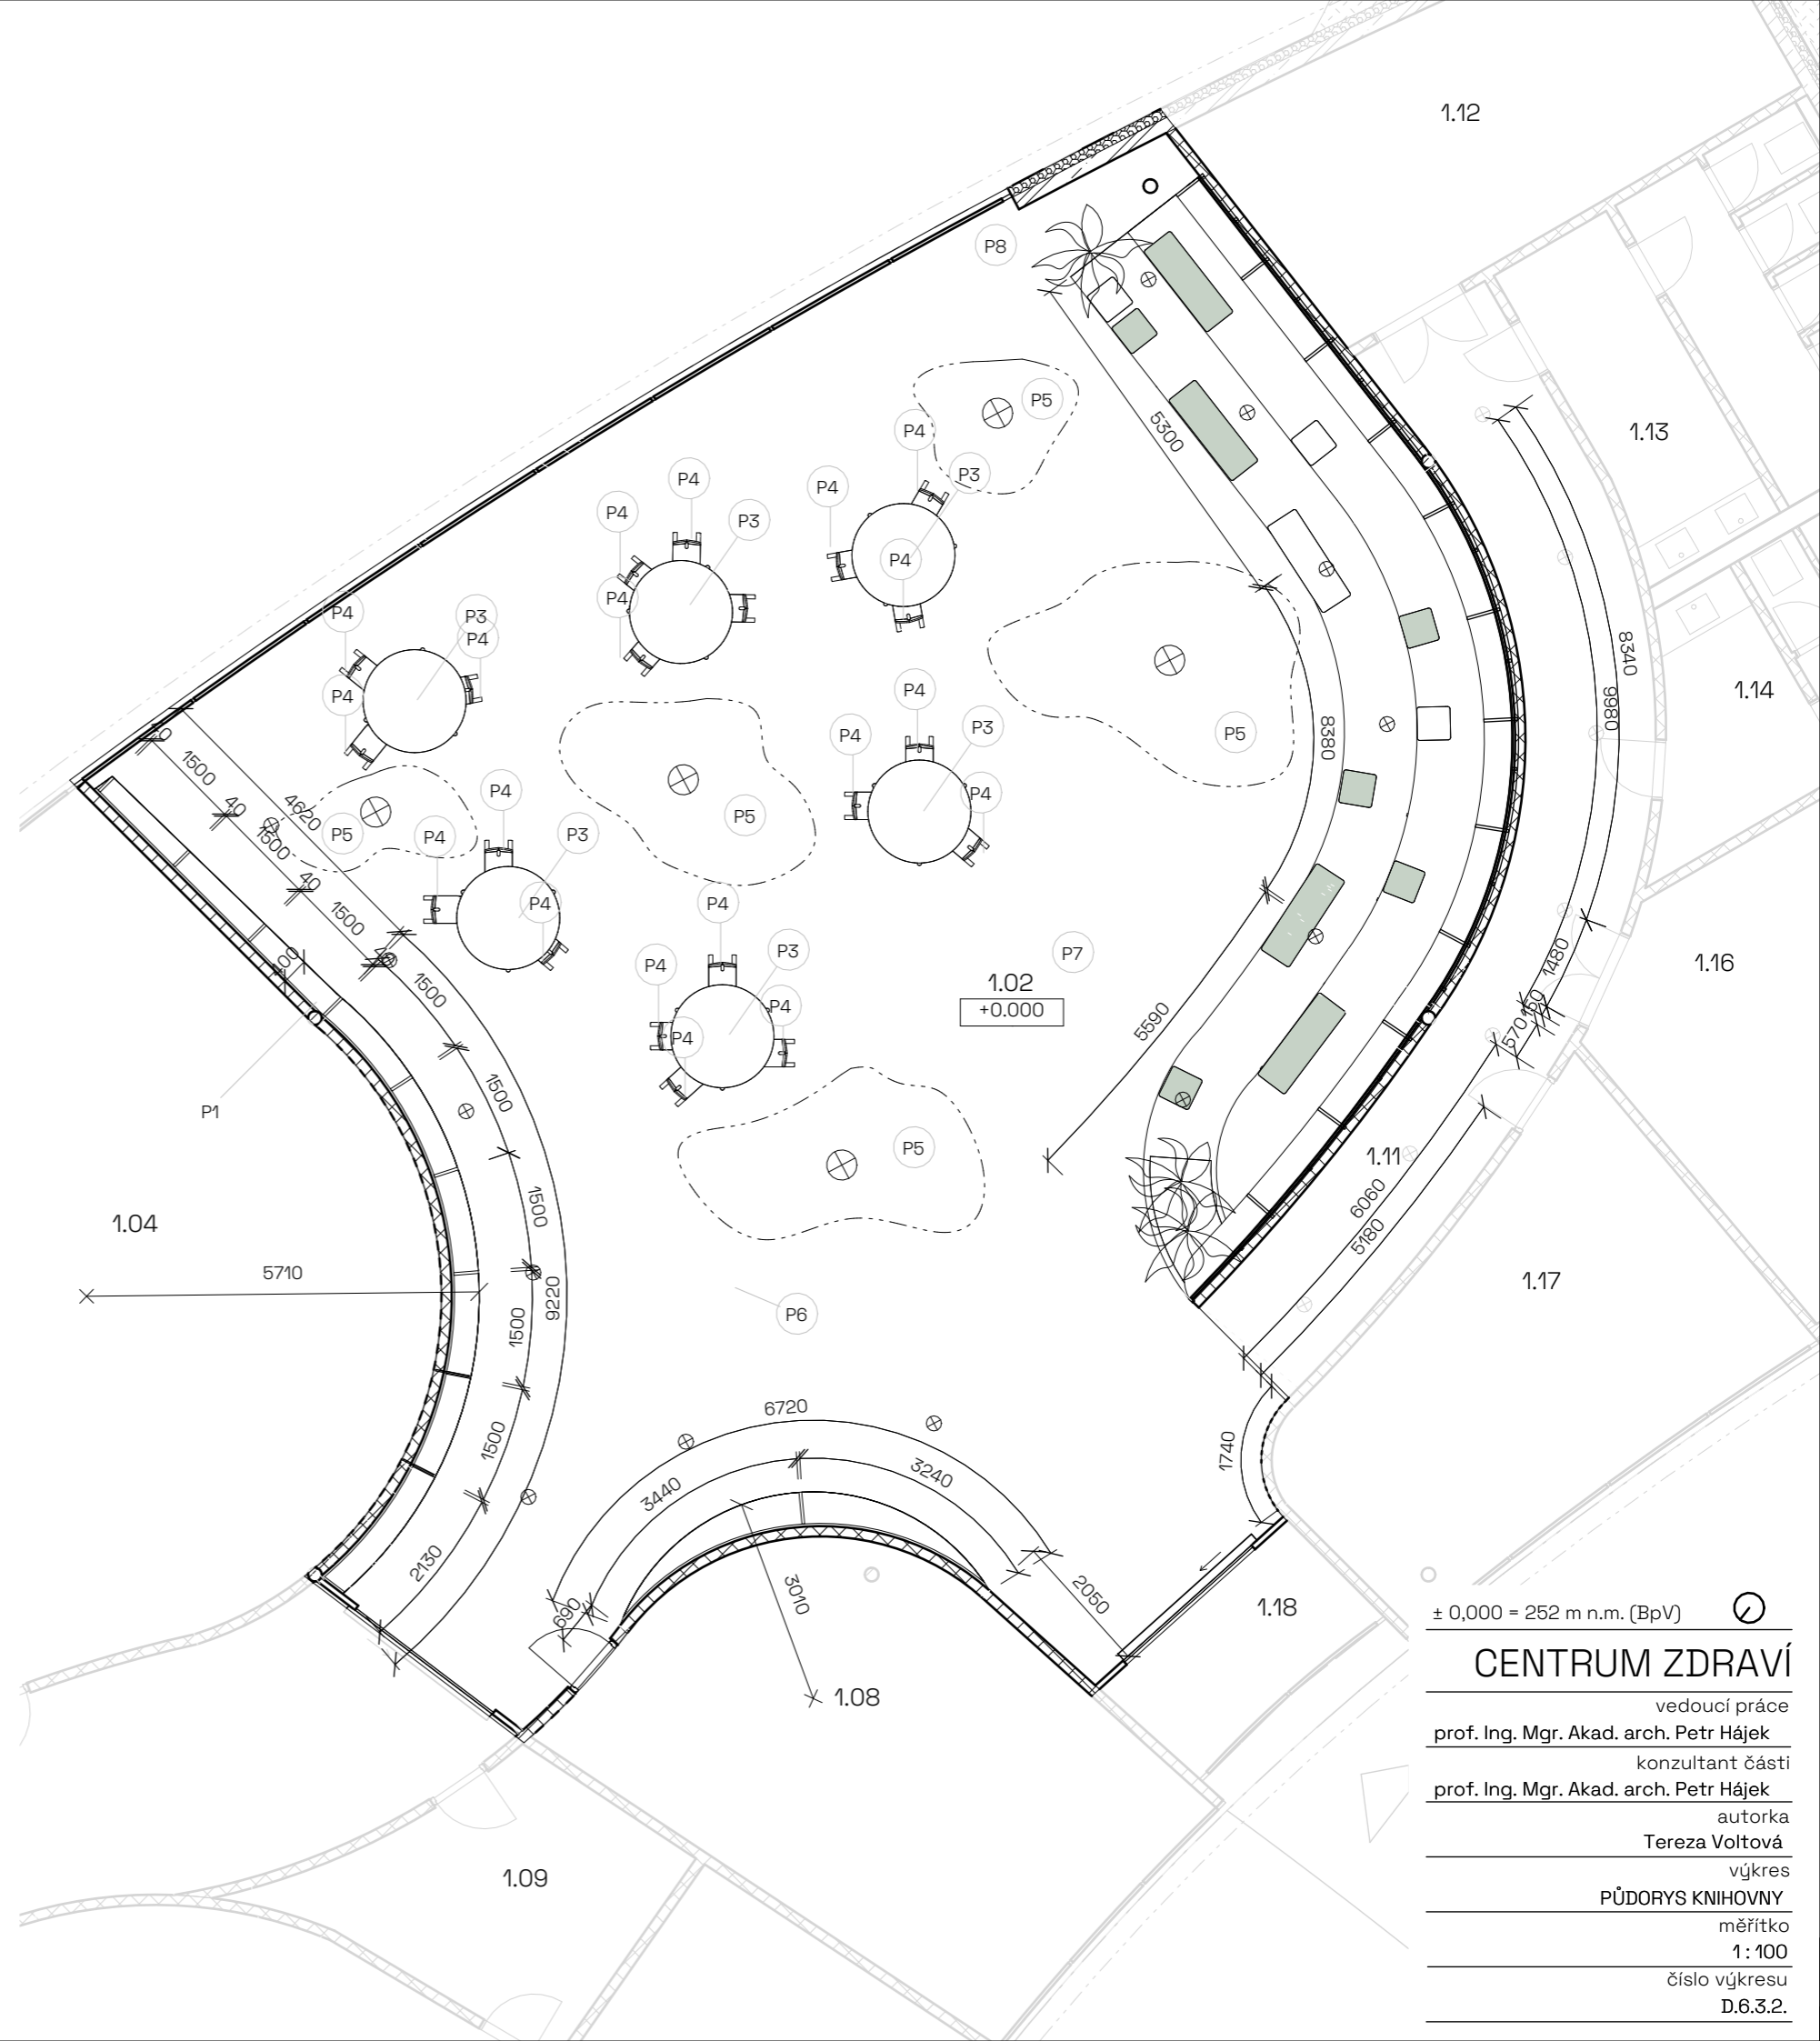 1.12
P8
P5
1.13
5300
P4
P3
P4
P4
P3
P4
P4
P4
P4
P3
P4
P4
8340
1.14
9980
P4
P3
P4
P5
8380
1500
40
1500
4620
P5
P4
P4
P3
P4
P5
P4
40
1500
P4
P4
P3
P4
P4
P7
1.02
+0.000
400
1500
1480
1.16
150
570
5590
1500
P1
P5
1.11
1500
6060
1.04
5180
5710
1.17
9220
P6
1500
6720
1500
3440
3240
1740
2130
690
3010
2050
1.18
1.08
1.09
± 0,000 = 252 m n.m. (BpV)
CENTRUM ZDRAVÍ
vedoucí práce
prof. Ing. Mgr. Akad. arch. Petr Hájek
konzultant části
prof. Ing. Mgr. Akad. arch. Petr Hájek
autorka
Tereza Voltová
výkres
PŮDORYS KNIHOVNY
měřítko
1 : 100
číslo výkresu
D.6.3.2.